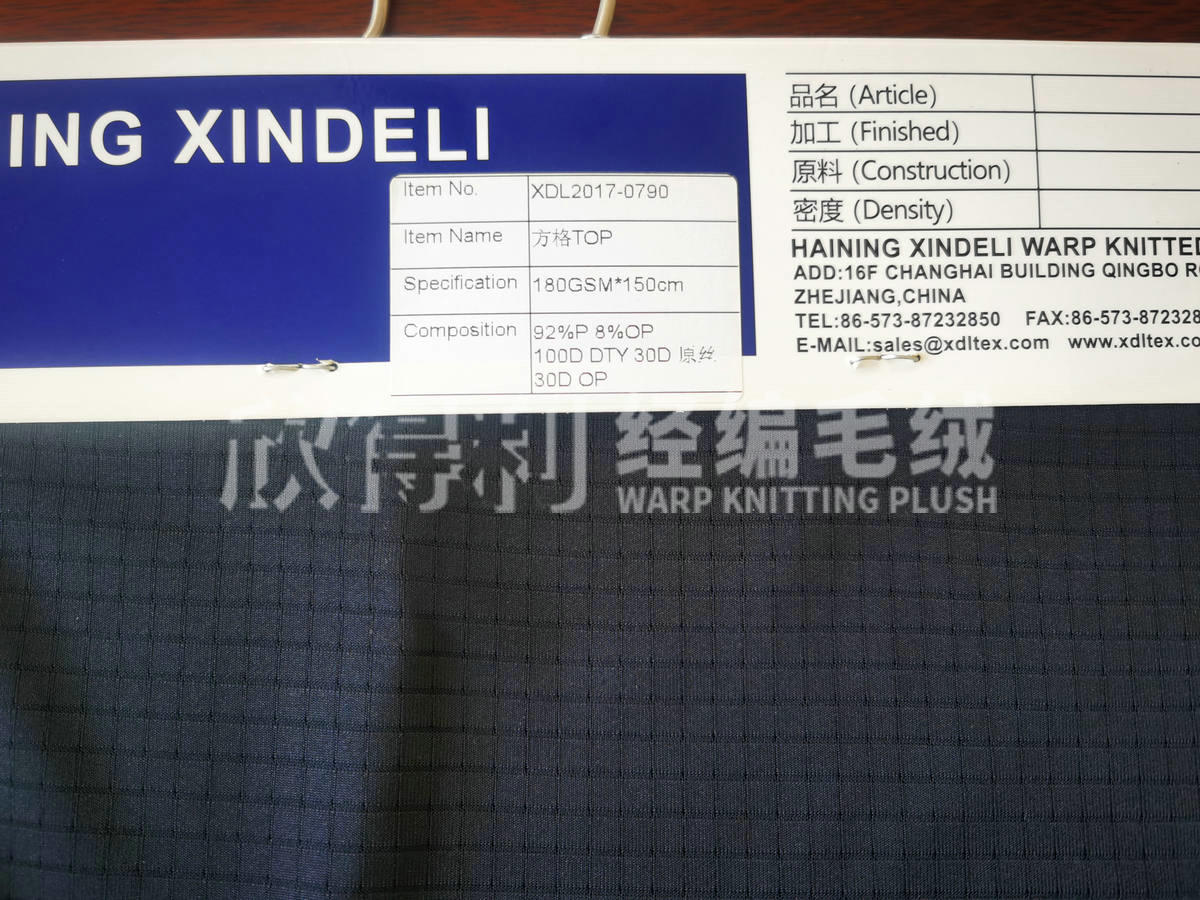 ING XINDELI
Item No. XDL2017-0790
Item Name 方格TOP
Specification 180GSM*150cm
Composition 92%P 8%OP
100D DTY 30D 原丝
30D OP
品名 (Article)
加工 (Finished)
原料 (Construction)
密度 (Density)
HAINING XINDELI WARP KNITTED
ADD:16F CHANGHAI BUILDING QINGBO
ZHEJIANG,CHINA
TEL:86-573-87232850 FAX:86-573-872328
E-MAIL:sales@xdltex.com www.xdltex.co
欣得利 经编毛绒
WARP KNITTING PLUSH